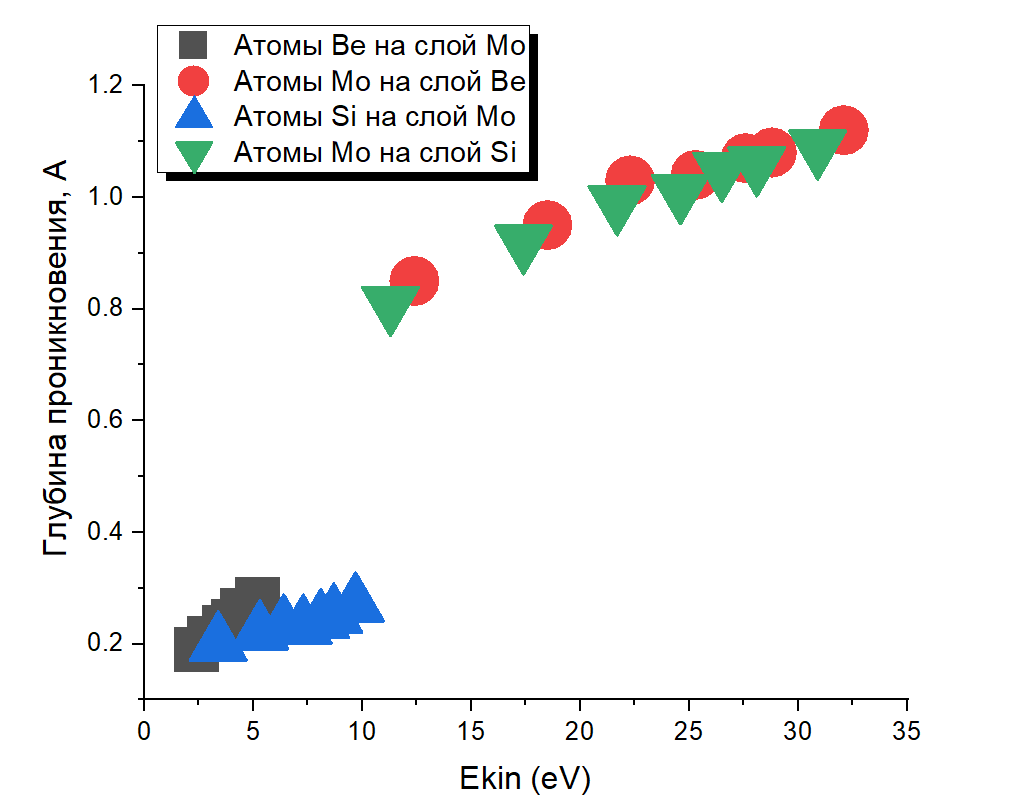 Атомы Be на слой Mo
Атомы Mo на слой Be
Атомы Si на слой Mo
Атомы Mo на слой Si
1.2
1.0
0.8
0.6
0.4
0.2
Глубина проникновения, А
0 5 10 15 20 25 30 35
Ekin (eV)